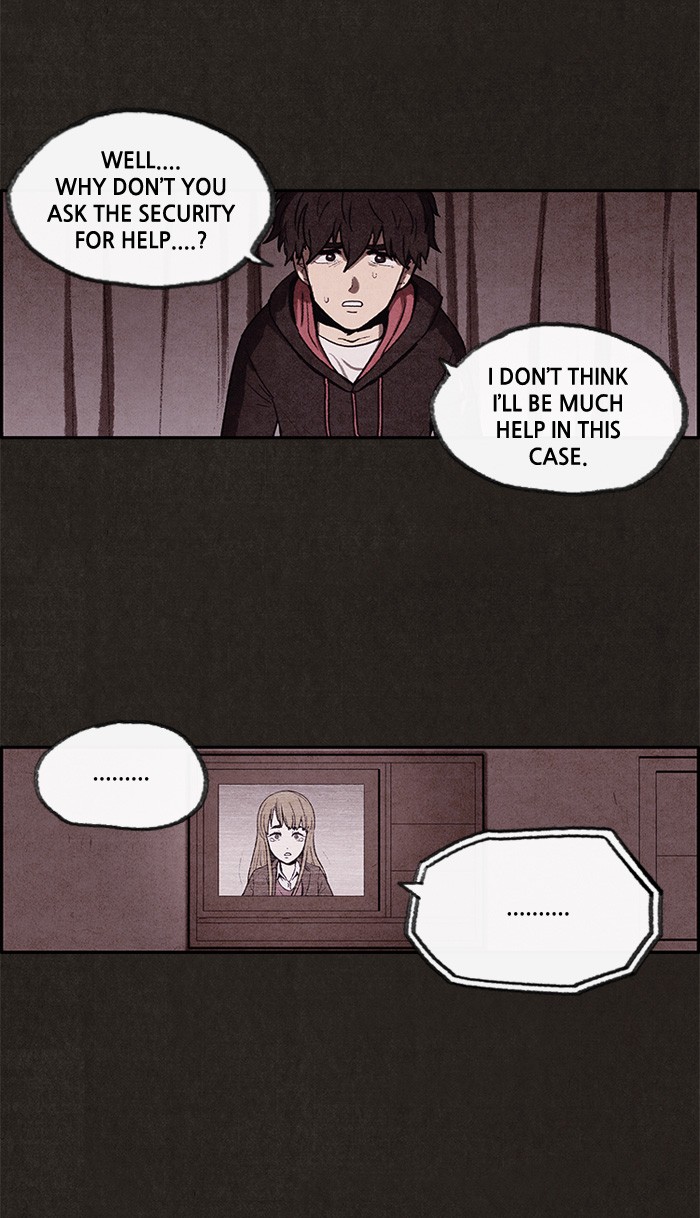 WELL....
WHY DON'T YOU
ASK THE SECURITY
FOR HELP....?
I DON'T THINK
I'LL BE MUCH
HELP IN THIS
CASE.
.........
..........